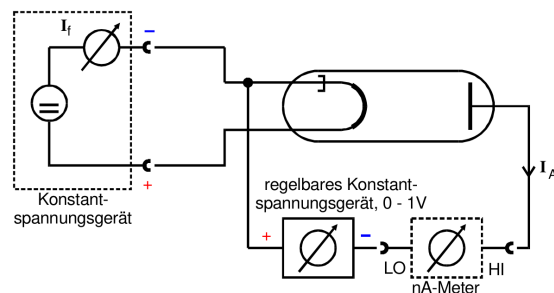 I_f
−
+
Konstant-
spannungsgerät
regelbares Konstant-
spannungsgerät, 0 - 1V
+
−
LO
HI
nA-Meter
I_A